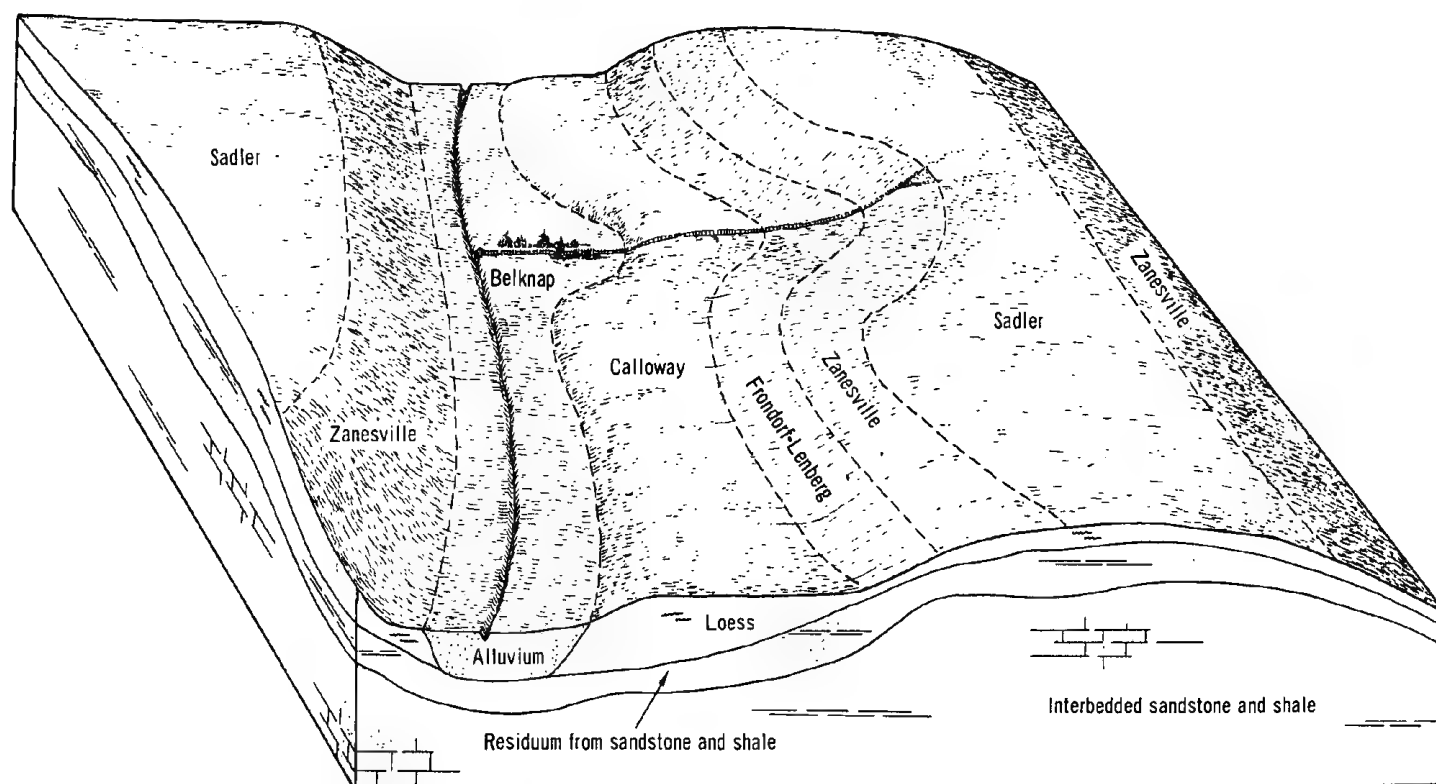 Sadler
Zanesville
Belknap
Sadler
Calloway
Zanesville
Frondorf-Lenberg
Zanesville
Loess
Alluvium
Interbedded sandstone and shale
Residuum from sandstone and shale